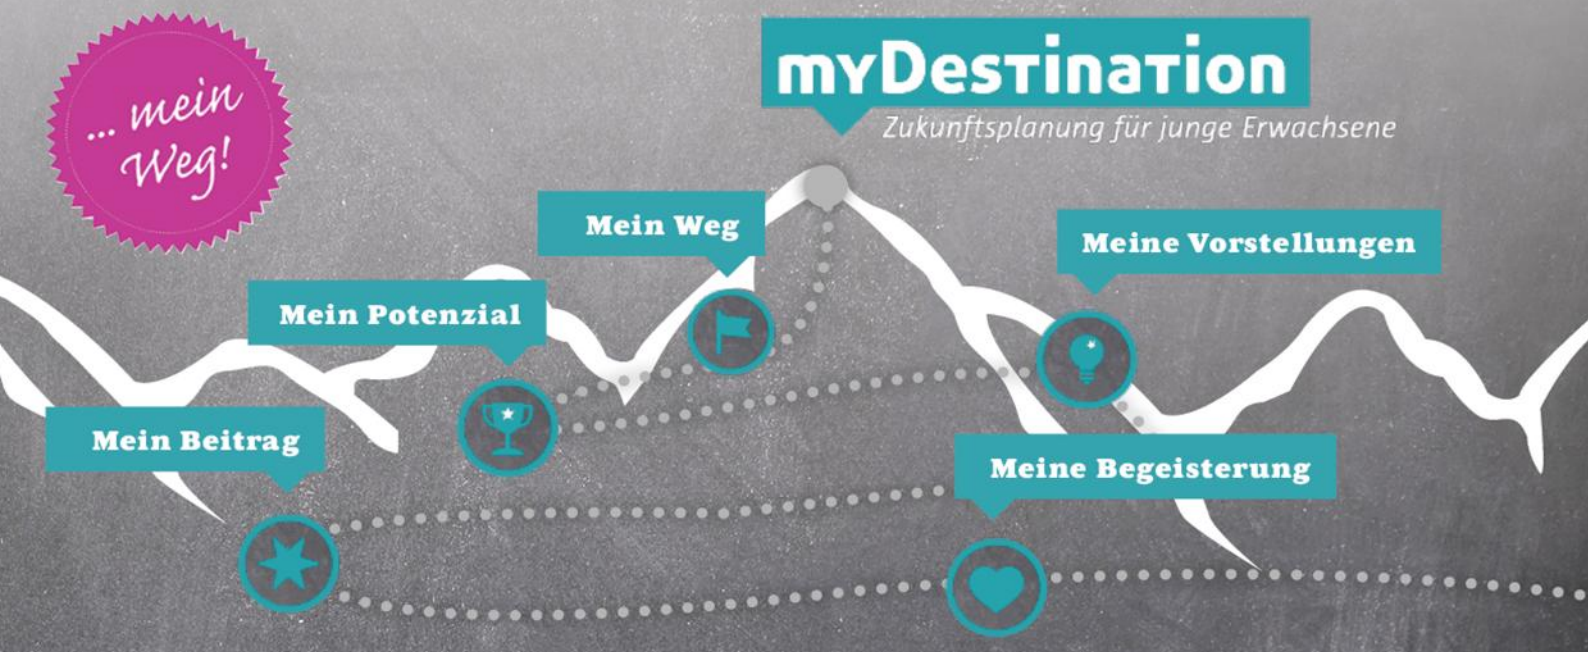 ... mein
Weg!
myDestination
Zukunftsplanung für junge Erwachsene
Mein Weg
Meine Vorstellungen
Mein Potenzial
Mein Beitrag
Meine Begeisterung